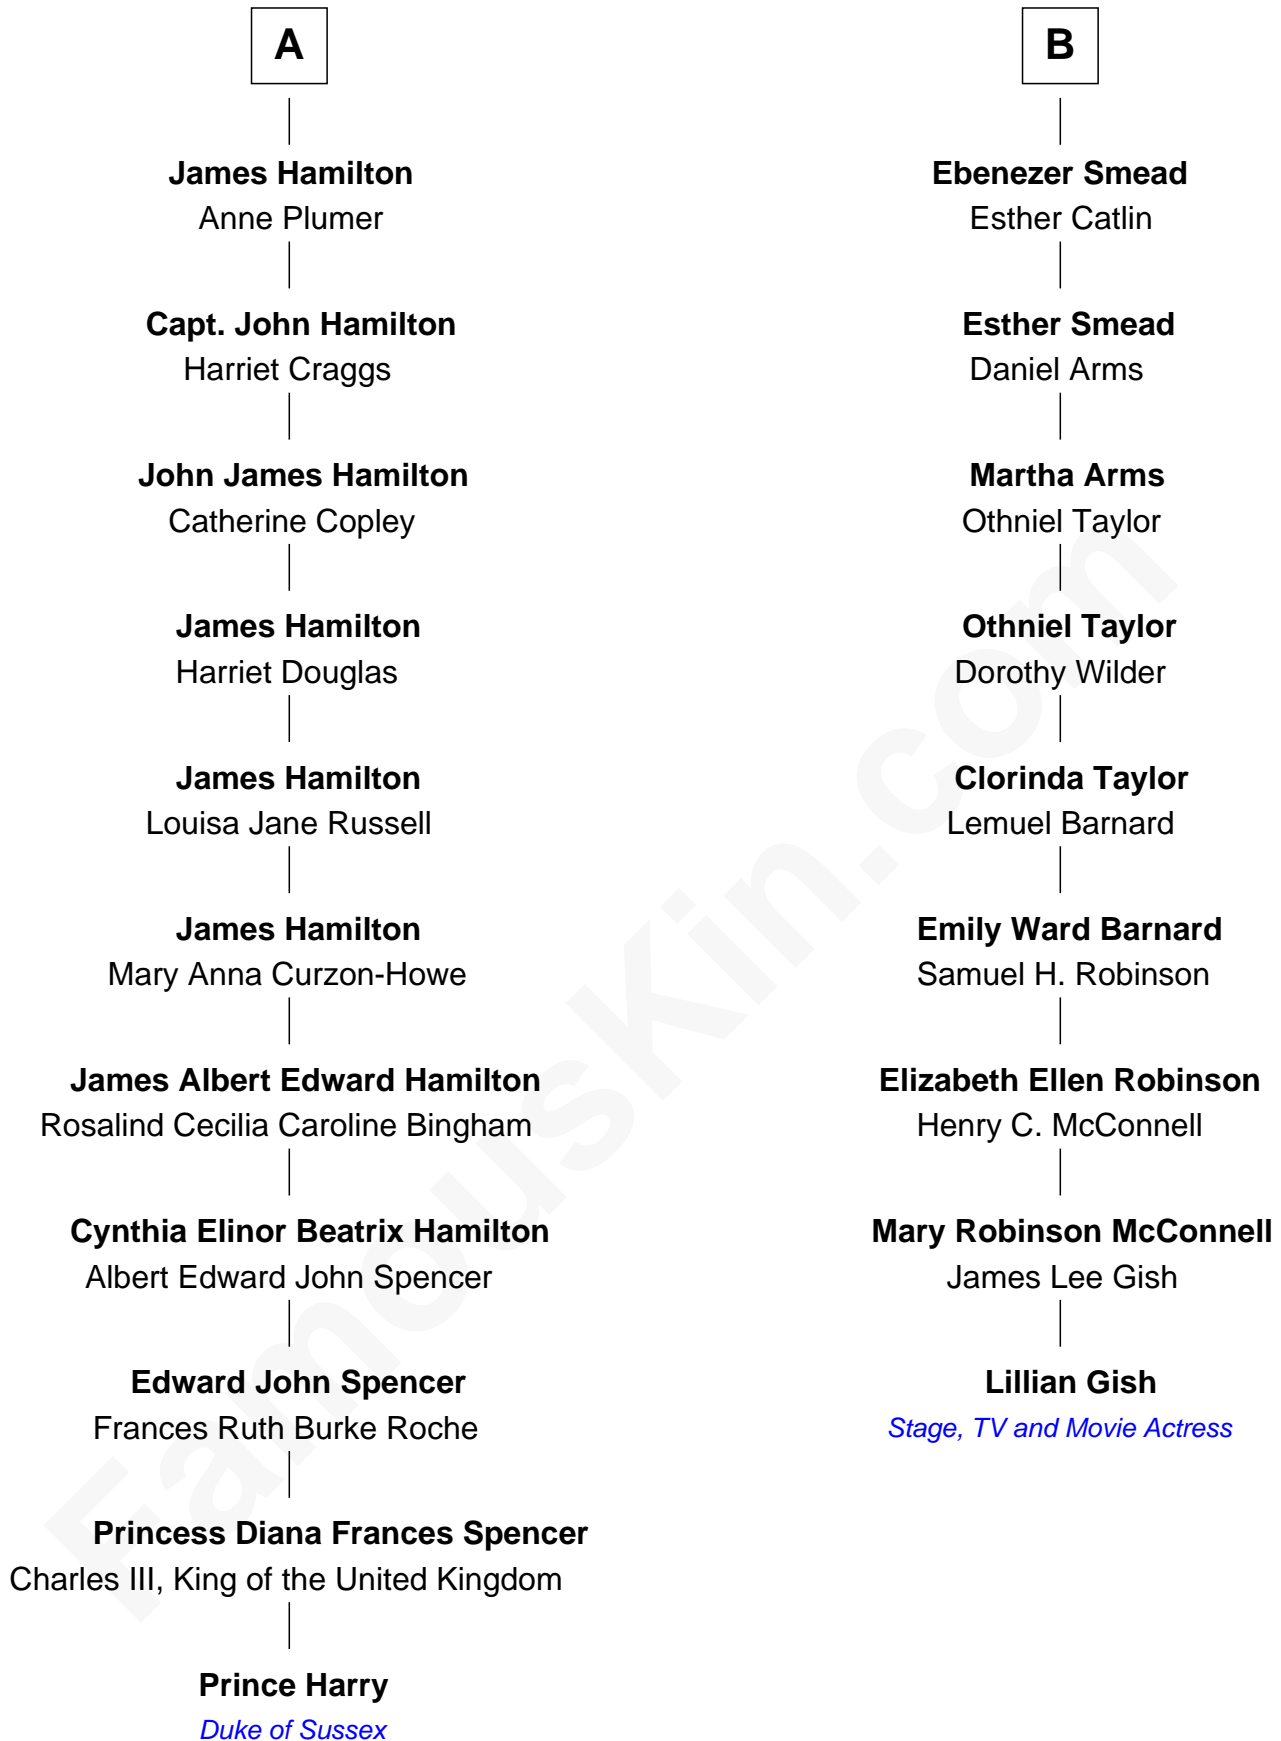 A
James Hamilton
Anne Plumer
Capt. John Hamilton
Harriet Craggs
John James Hamilton
Catherine Copley
James Hamilton
Harriet Douglas
James Hamilton
Louisa Jane Russell
James Hamilton
Mary Anna Curzon-Howe
James Albert Edward Hamilton
Rosalind Cecilia Caroline Bingham
Cynthia Elinor Beatrix Hamilton
Albert Edward John Spencer
Edward John Spencer
Frances Ruth Burke Roche
Princess Diana Frances Spencer
Charles III, King of the United Kingdom
Prince Harry
Duke of Sussex
B
Ebenezer Smead
Esther Catlin
Esther Smead
Daniel Arms
Martha Arms
Othniel Taylor
Othniel Taylor
Dorothy Wilder
Clorinda Taylor
Lemuel Barnard
Emily Ward Barnard
Samuel H. Robinson
Elizabeth Ellen Robinson
Henry C. McConnell
Mary Robinson McConnell
James Lee Gish
Lillian Gish
Stage, TV and Movie Actress
FamousKin.com